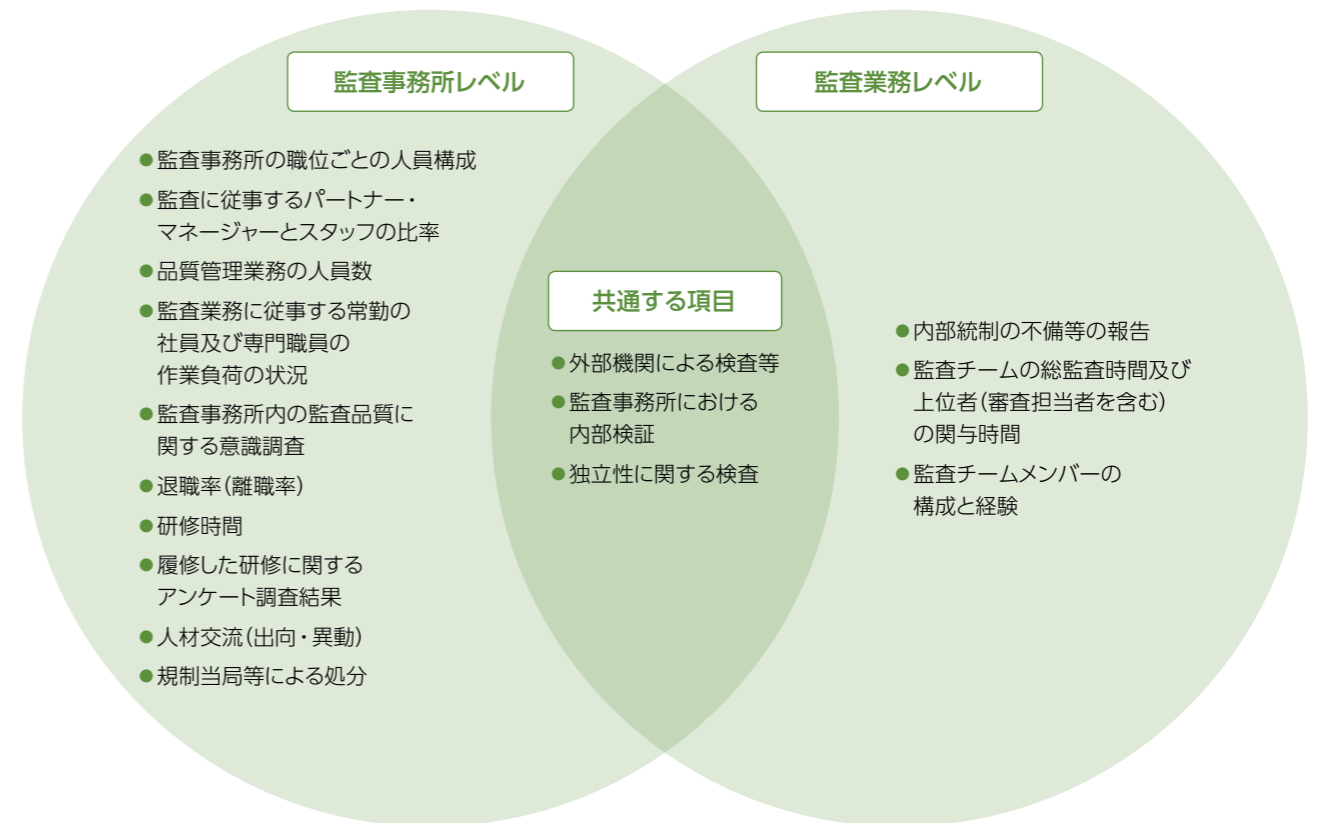 監査事務所レベル
●監査事務所の職位ごとの人員構成
●監査に従事するパートナー・
マネージャーとスタッフの比率
●品質管理業務の人員数
●監査業務に従事する常勤の
社員及び専門職員の
作業負荷の状況
●監査事務所内の監査品質に
関する意識調査
●退職率(離職率)
●研修時間
●履修した研修に関する
アンケート調査結果
●人材交流(出向・異動)
●規制当局等による処分
共通する項目
●外部機関による検査等
●監査事務所における
内部検証
●独立性に関する検査
監査業務レベル
●内部統制の不備等の報告
●監査チームの総監査時間及び
上位者(審査担当者を含む)
の関与時間
●監査チームメンバーの
構成と経験